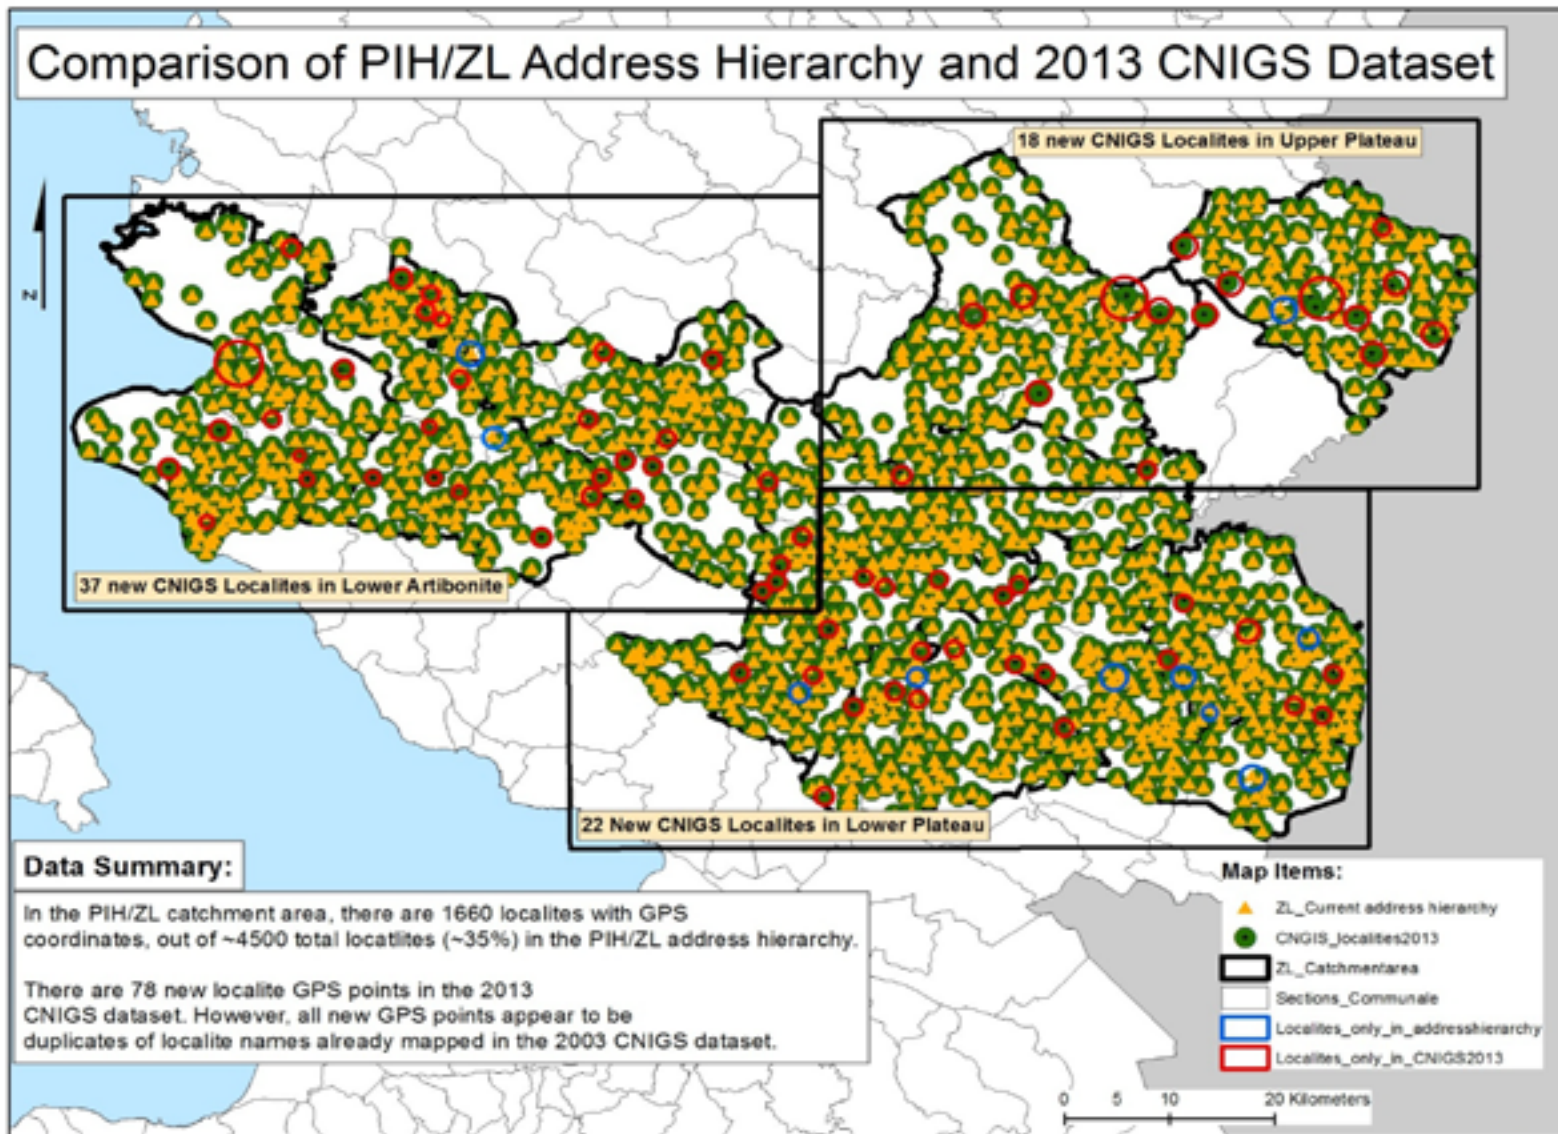 Comparison of PIH/ZL Address Hierarchy and 2013 CNIGS Dataset
18 new CNIGS Localites in Upper Plateau
N
37 new CNIGS Localites in Lower Artibonite
22 New CNIGS Localites in Lower Plateau
Data Summary:
In the PIH/ZL catchment area, there are 1660 localites with GPS
coordinates, out of ~4500 total locatlites (~35%) in the PIH/ZL address hierarchy.
There are 78 new localite GPS points in the 2013
CNIGS dataset. However, all new GPS points appear to be
duplicates of localite names already mapped in the 2003 CNIGS dataset.
Map Items:
ZL_Current address hierarchy
CNGIS_localities2013
ZL_Catchmentarea
Sections_Communale
Localites_only_in_addresshierarchy
Localites_only_in_CNIGS2013
0 5 10 20 Kilometers